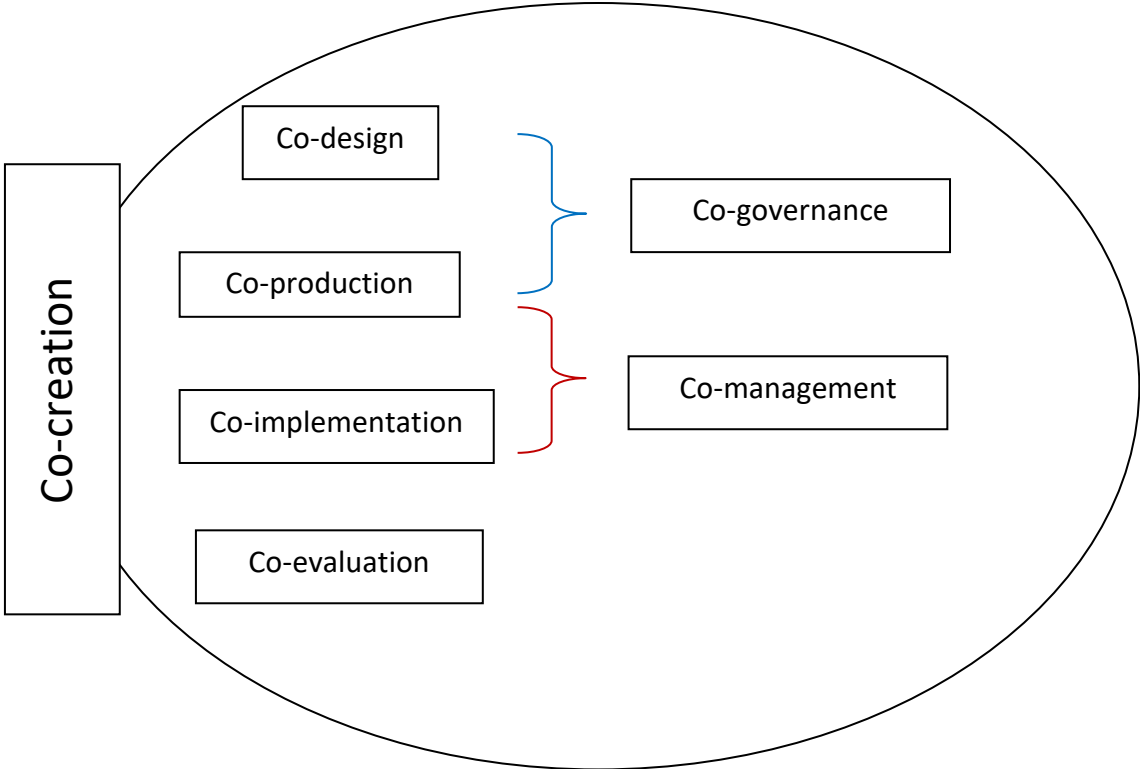 Co-creation
Co-design
Co-production
Co-implementation
Co-evaluation
Co-governance
Co-management